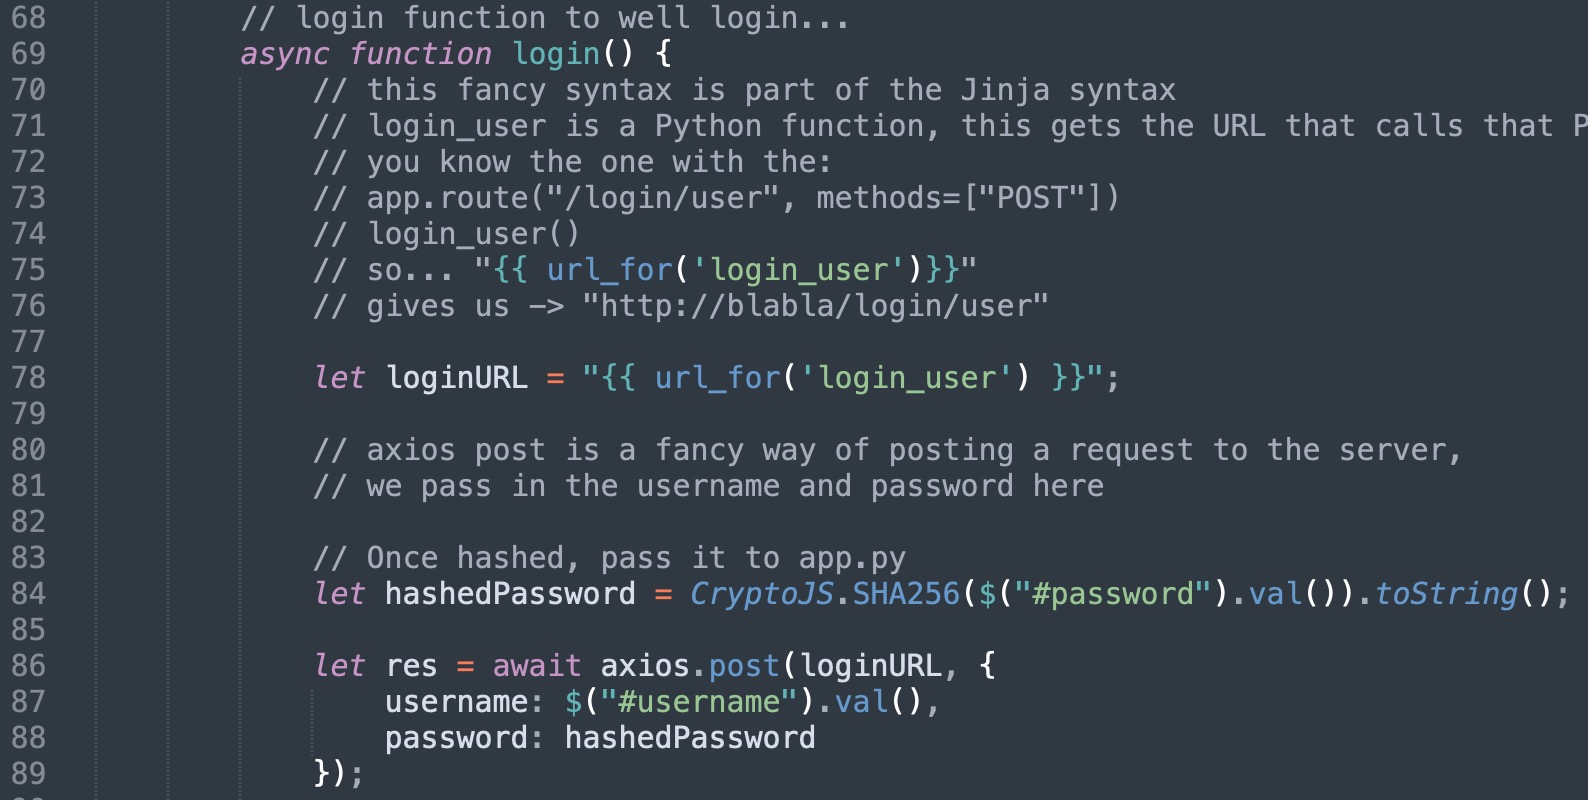 68 // login function to well login...
69 async function login() {
70 // this fancy syntax is part of the Jinja syntax
71 // login_user is a Python function, this gets the URL that calls that P
72 // you know the one with the:
73 // app.route("/login/user", methods=["POST"])
74 // login_user()
75 // so... "{{ url_for('login_user')}}"
76 // gives us -> "http://blabla/login/user"
77
78 let loginURL = "{{ url_for('login_user') }}";
79
80 // axios post is a fancy way of posting a request to the server,
81 // we pass in the username and password here
82
83 // Once hashed, pass it to app.py
84 let hashedPassword = CryptoJS.SHA256($("#password").val()).toString();
85
86 let res = await axios.post(loginURL, {
87 username: $("#username").val(),
88 password: hashedPassword
89 });